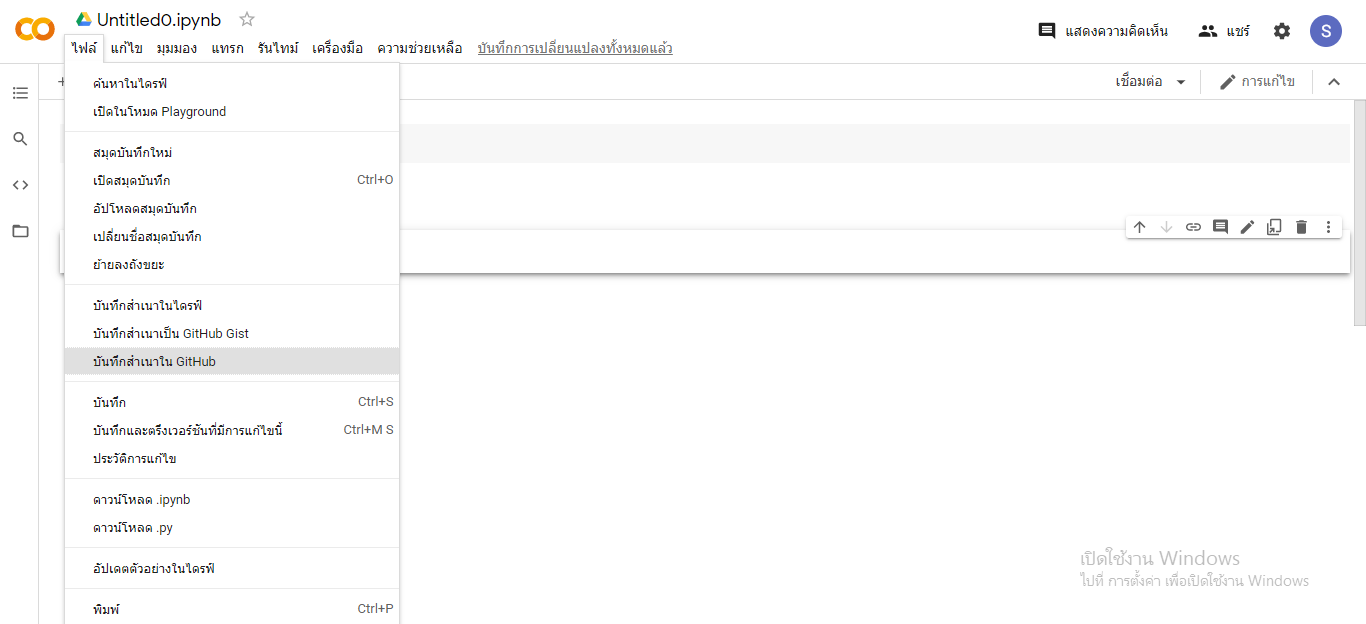 Untitled0.ipynb
แสดงความคิดเห็น แชร์ S
ไฟล์ แก้ไข มุมมอง แทรก รันไทม์ เครื่องมือ ความช่วยเหลือ บันทึกการเปลี่ยนแปลงทั้งหมดแล้ว
+ เชื่อมต่อ การแก้ไข
ค้นหาในไดรฟ์
เปิดในโหมด Playground
สมุดบันทึกใหม่
เปิดสมุดบันทึก Ctrl+O
อัปโหลดสมุดบันทึก
เปลี่ยนชื่อสมุดบันทึก
ย้ายลงถังขยะ
บันทึกสำเนาในไดรฟ์
บันทึกสำเนาเป็น GitHub Gist
บันทึกสำเนาใน GitHub
บันทึก Ctrl+S
บันทึกและตรึงเวอร์ชันที่มีการแก้ไขนี้ Ctrl+M S
ประวัติการแก้ไข
ดาวน์โหลด .ipynb
ดาวน์โหลด .py
อัปเดตตัวอย่างในไดรฟ์
พิมพ์ Ctrl+P
เปิดใช้งาน Windows
ไปที่ การตั้งค่า เพื่อเปิดใช้งาน Windows